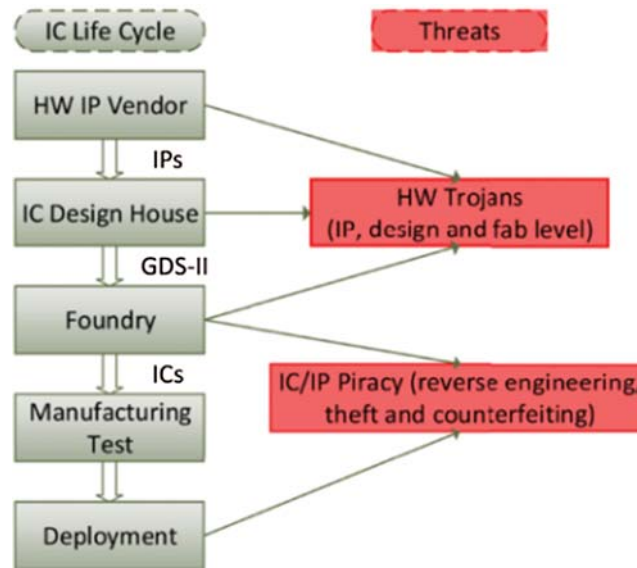 IC Life Cycle
Threats
HW IP Vendor
IPs
IC Design House
HW Trojans
(IP, design and fab level)
GDS-II
Foundry
ICs
IC/IP Piracy (reverse engineering,
theft and counterfeiting)
Manufacturing
Test
Deployment